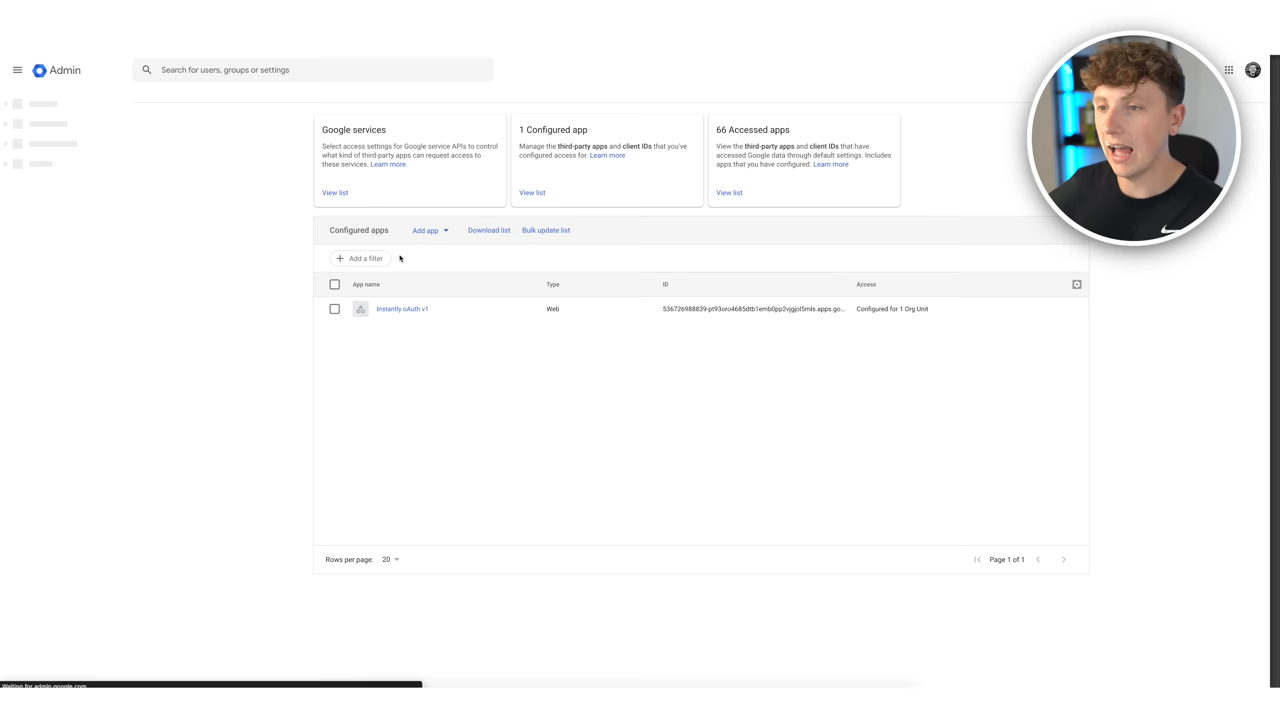 Admin
Search for users, groups or settings
Google services
Select access settings for Google service APIs to control
what kind of third-party apps can request access to
these services. Learn more
View list
1 Configured app
Manage the third-party apps and client IDs that you've
configured access for. Learn more
View list
66 Accessed apps
View the third-party apps and client IDs that have
accessed Google data through default settings. Includes
apps that you have configured. Learn more
View list
Configured apps Add app Download list Bulk update list
Add a filter
App name Type ID Access
Instantly oAuth v1 Web 536726988839-pt93oro4685dtb1emb0pp2vjgjol5mls.apps.go... Configured for 1 Org Unit
Rows per page: 20 Page 1 of 1
Waiting for admin.google.com